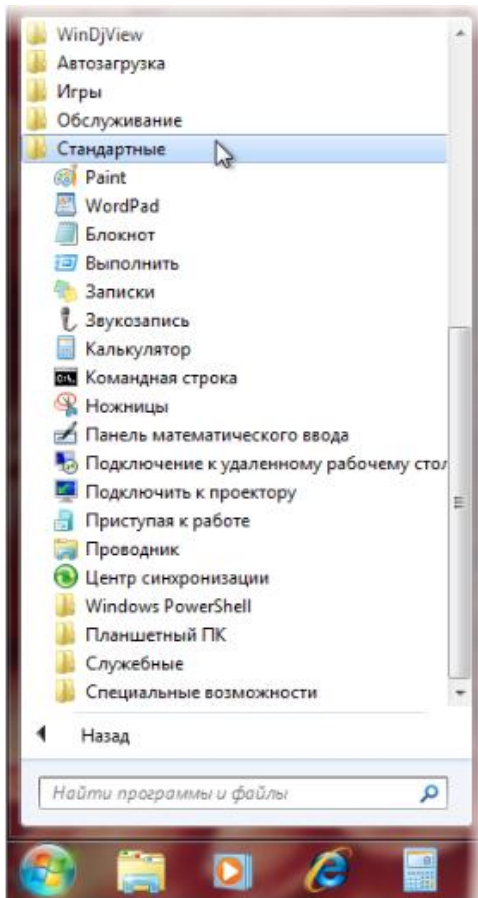 WinDjView
Автозагрузка
Игры
Обслуживание
Стандартные
Paint
WordPad
Блокнот
Выполнить
Записки
Звукозапись
Калькулятор
Командная строка
Ножницы
Панель математического ввода
Подключение к удаленному рабочему стол
Подключить к проектору
Приступая к работе
Проводник
Центр синхронизации
Windows PowerShell
Планшетный ПК
Служебные
Специальные возможности
Назад
Найти программы и файлы